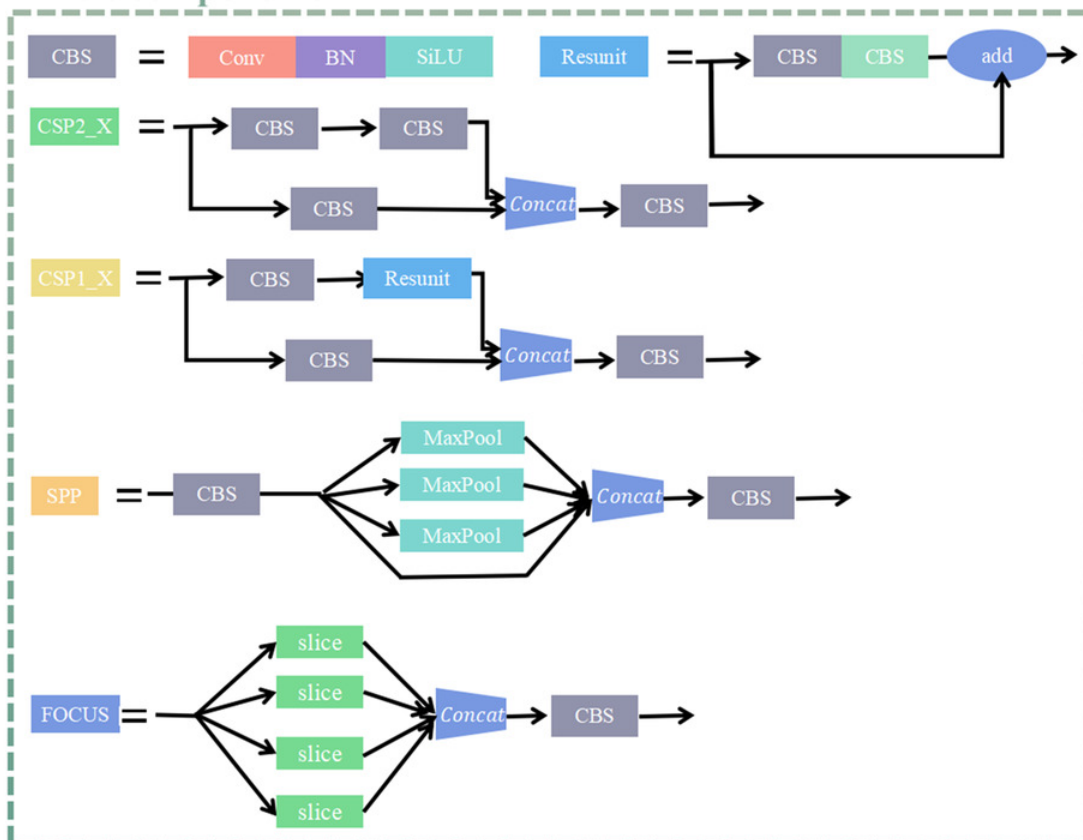 CBS = Conv BN SiLU
Resunit = CBS CBS add
CSP2_X = CBS CBS
CBS Concat CBS
CSP1_X = CBS Resunit
CBS Concat CBS
MaxPool
SPP = CBS MaxPool Concat CBS
MaxPool
slice
slice
FOCUS = Concat CBS
slice
slice